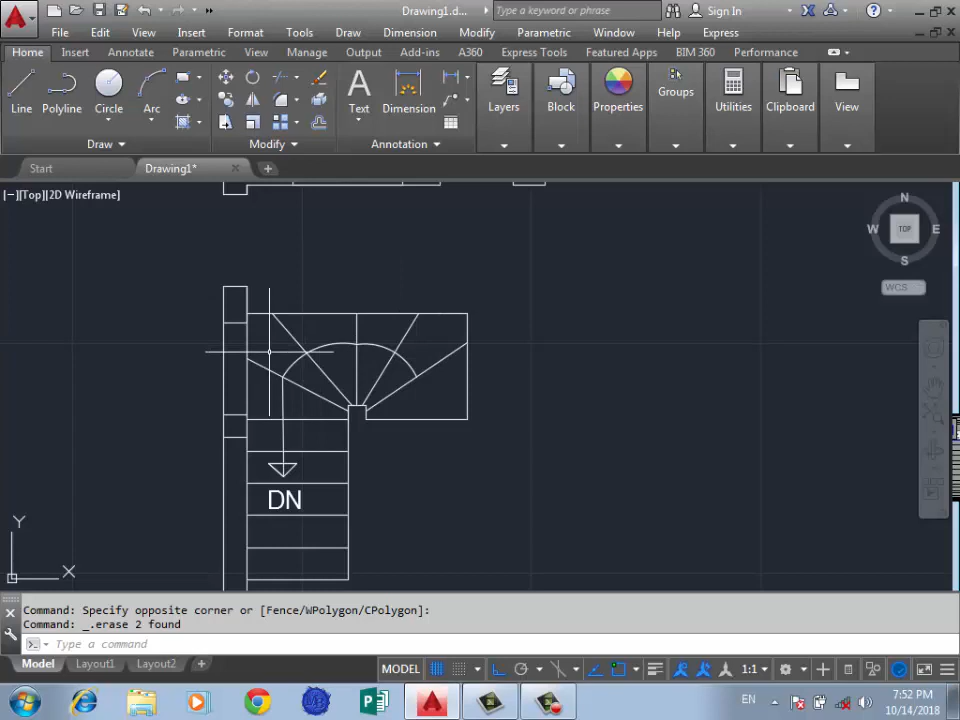 Drawing1.d...
Type a keyword or phrase
Sign In
File Edit View Insert Format Tools Draw Dimension Modify Parametric Window Help Express
Home Insert Annotate Parametric View Manage Output Add-ins A360 Express Tools Featured Apps BIM 360 Performance
Line Polyline Circle Arc Text Dimension Layers Block Properties Groups Utilities Clipboard View
Draw Modify Annotation
Start Drawing1*
[−][Top][2D Wireframe]
N
W TOP E
S
WCS
DN
Y
X
Command: Specify opposite corner or [Fence/WPolygon/CPolygon]:
Command: _.erase 2 found
Type a command
Model Layout1 Layout2
MODEL 1:1
EN 7:52 PM
10/14/2018